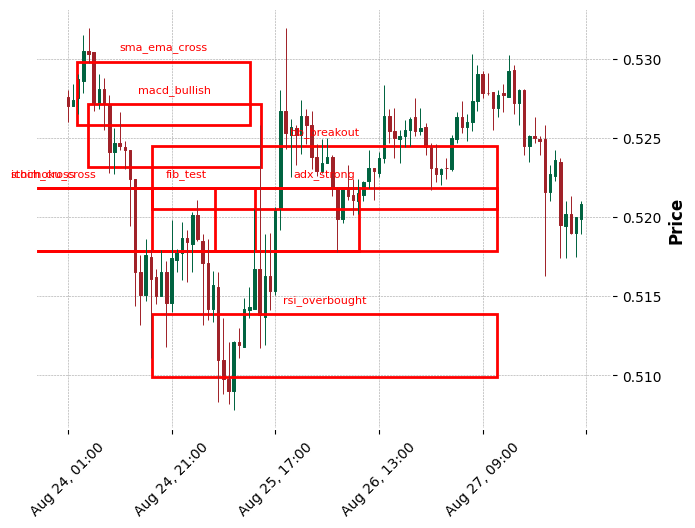 sma_ema_cross
0.530
macd_bullish
0.525
fib_test
adx_strong
0.520
Price
rsi_overbought
0.515
0.510
Aug 24, 01:00
Aug 24, 21:00
Aug 25, 17:00
Aug 26, 13:00
Aug 27, 09:00